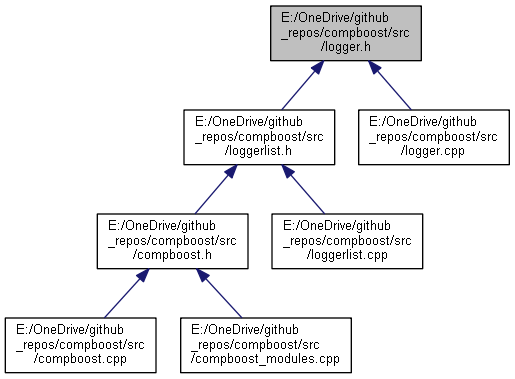 E:/OneDrive/github
_repos/compboost/src
/logger.h
E:/OneDrive/github
_repos/compboost/src
/loggerlist.h
E:/OneDrive/github
_repos/compboost/src
/logger.cpp
E:/OneDrive/github
_repos/compboost/src
/compboost.h
E:/OneDrive/github
_repos/compboost/src
/loggerlist.cpp
E:/OneDrive/github
_repos/compboost/src
/compboost.cpp
E:/OneDrive/github
_repos/compboost/src
/compboost_modules.cpp